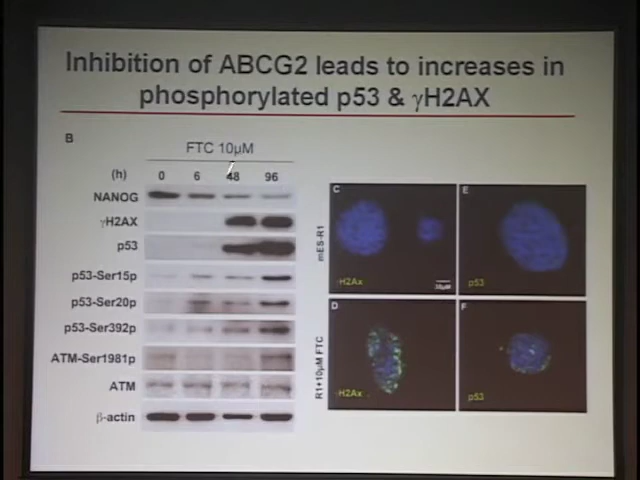 Inhibition of ABCG2 leads to increases in
phosphorylated p53 & γH2AX
B
FTC 10µM
(h) 0 6 48 96
NANOG
γH2AX
p53
p53-Ser15p
p53-Ser20p
p53-Ser392p
ATM-Ser1981p
ATM
β-actin
mES-R1
C
E
H2Ax
10µM
p53
R1+10µM FTC
D
F
H2Ax
p53